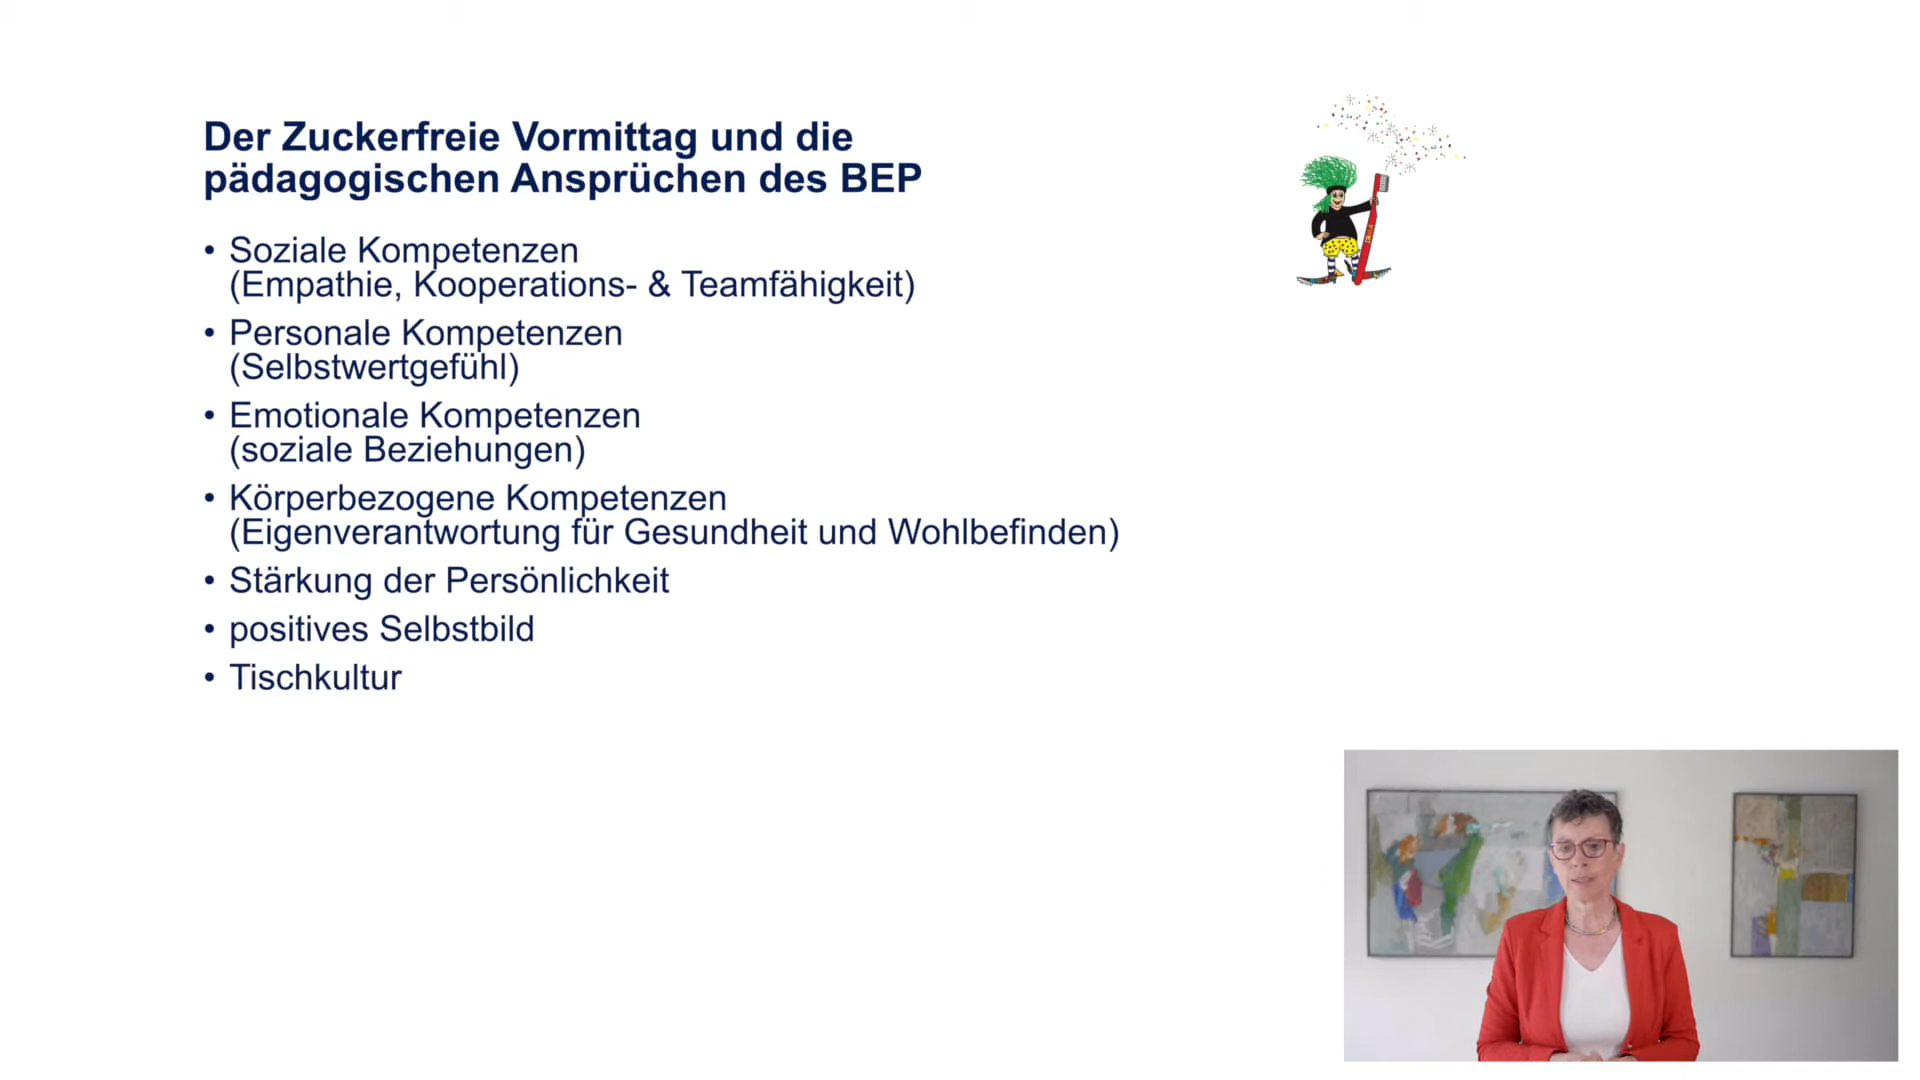 Der Zuckerfreie Vormittag und die
pädagogischen Ansprüchen des BEP
• Soziale Kompetenzen
(Empathie, Kooperations- & Teamfähigkeit)
• Personale Kompetenzen
(Selbstwertgefühl)
• Emotionale Kompetenzen
(soziale Beziehungen)
• Körperbezogene Kompetenzen
(Eigenverantwortung für Gesundheit und Wohlbefinden)
• Stärkung der Persönlichkeit
• positives Selbstbild
• Tischkultur